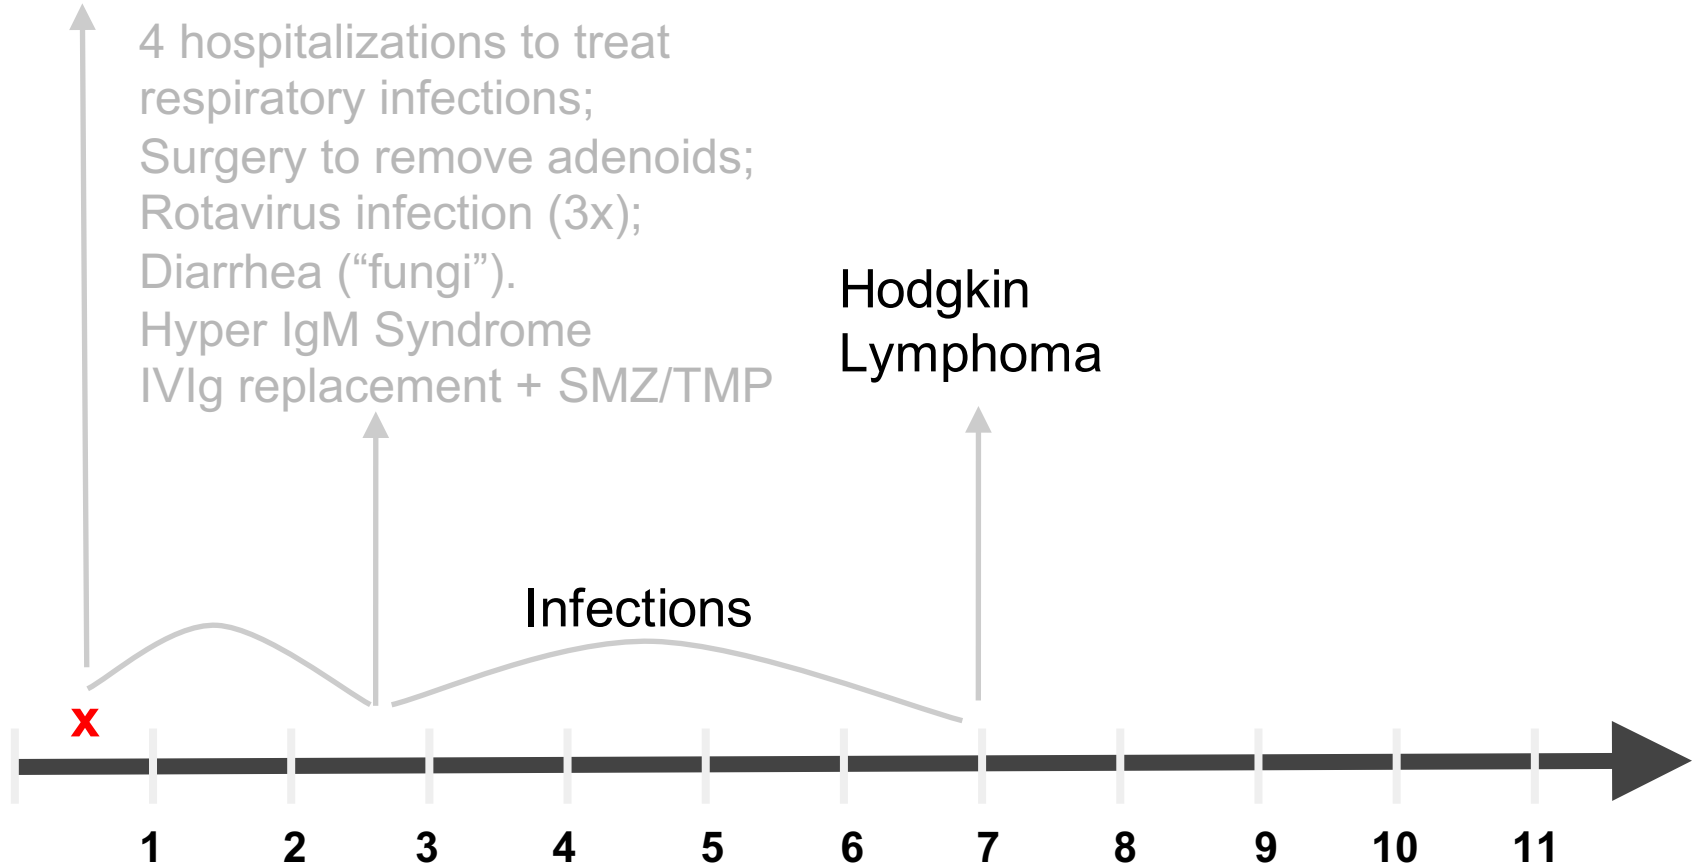 4 hospitalizations to treat
respiratory infections;
Surgery to remove adenoids;
Rotavirus infection (3x);
Diarrhea (“fungi”).
Hyper IgM Syndrome
IVIg replacement + SMZ/TMP
Hodgkin
Lymphoma
Infections
x
1 2 3 4 5 6 7 8 9 10 11